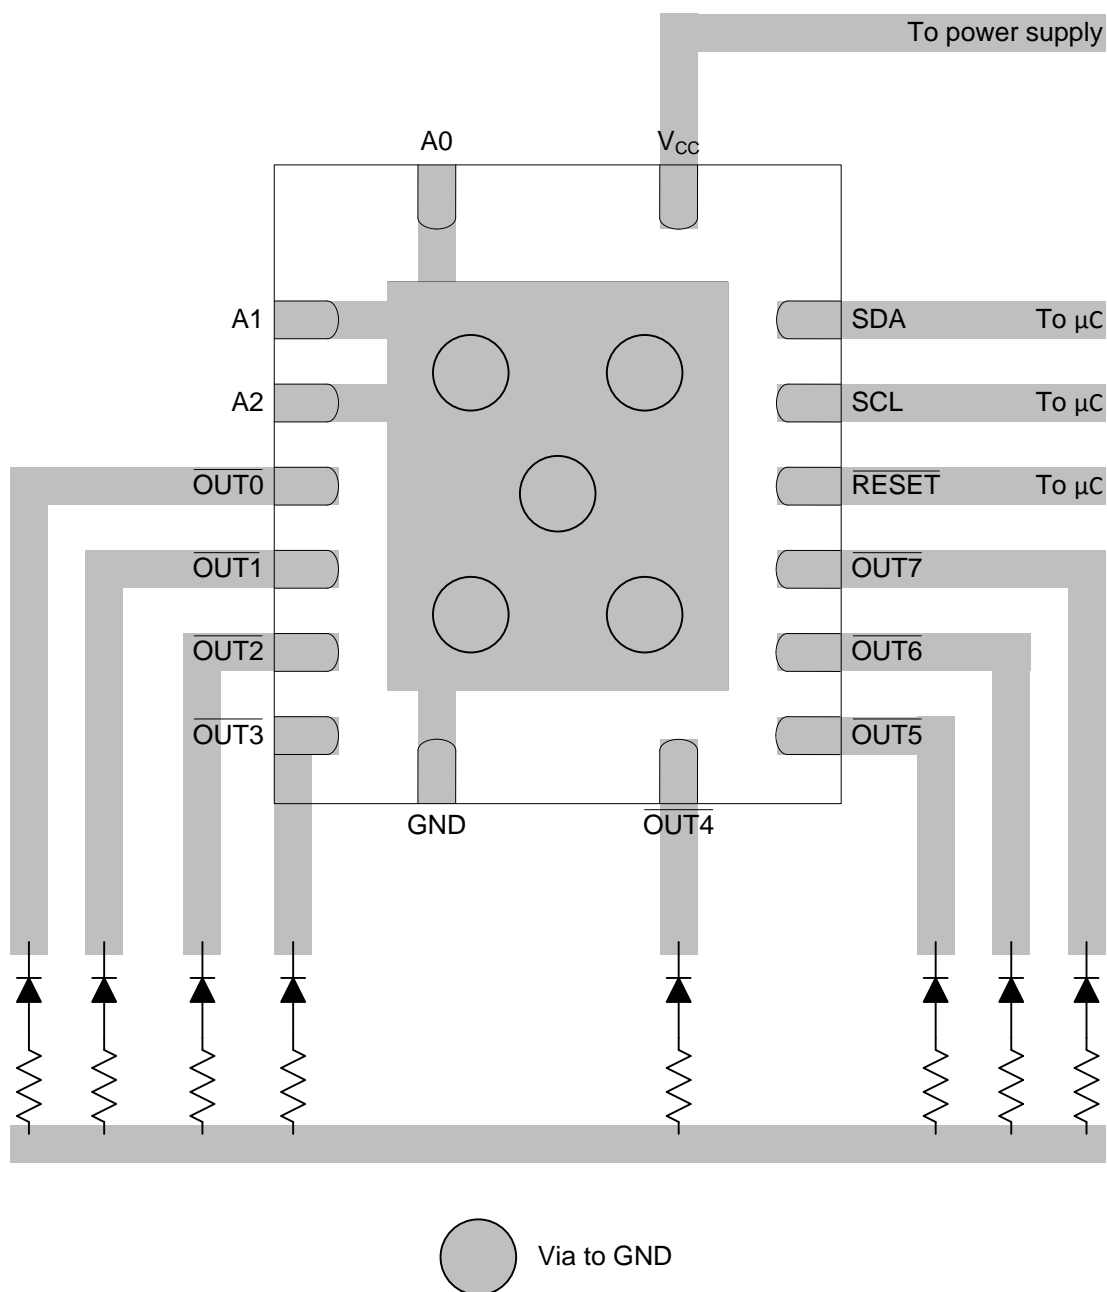 To power supply
A0
VCC
A1
SDA To μC
A2
SCL To μC
OUT0
RESET To μC
OUT1
OUT7
OUT2
OUT6
OUT3
OUT5
GND
OUT4
Via to GND